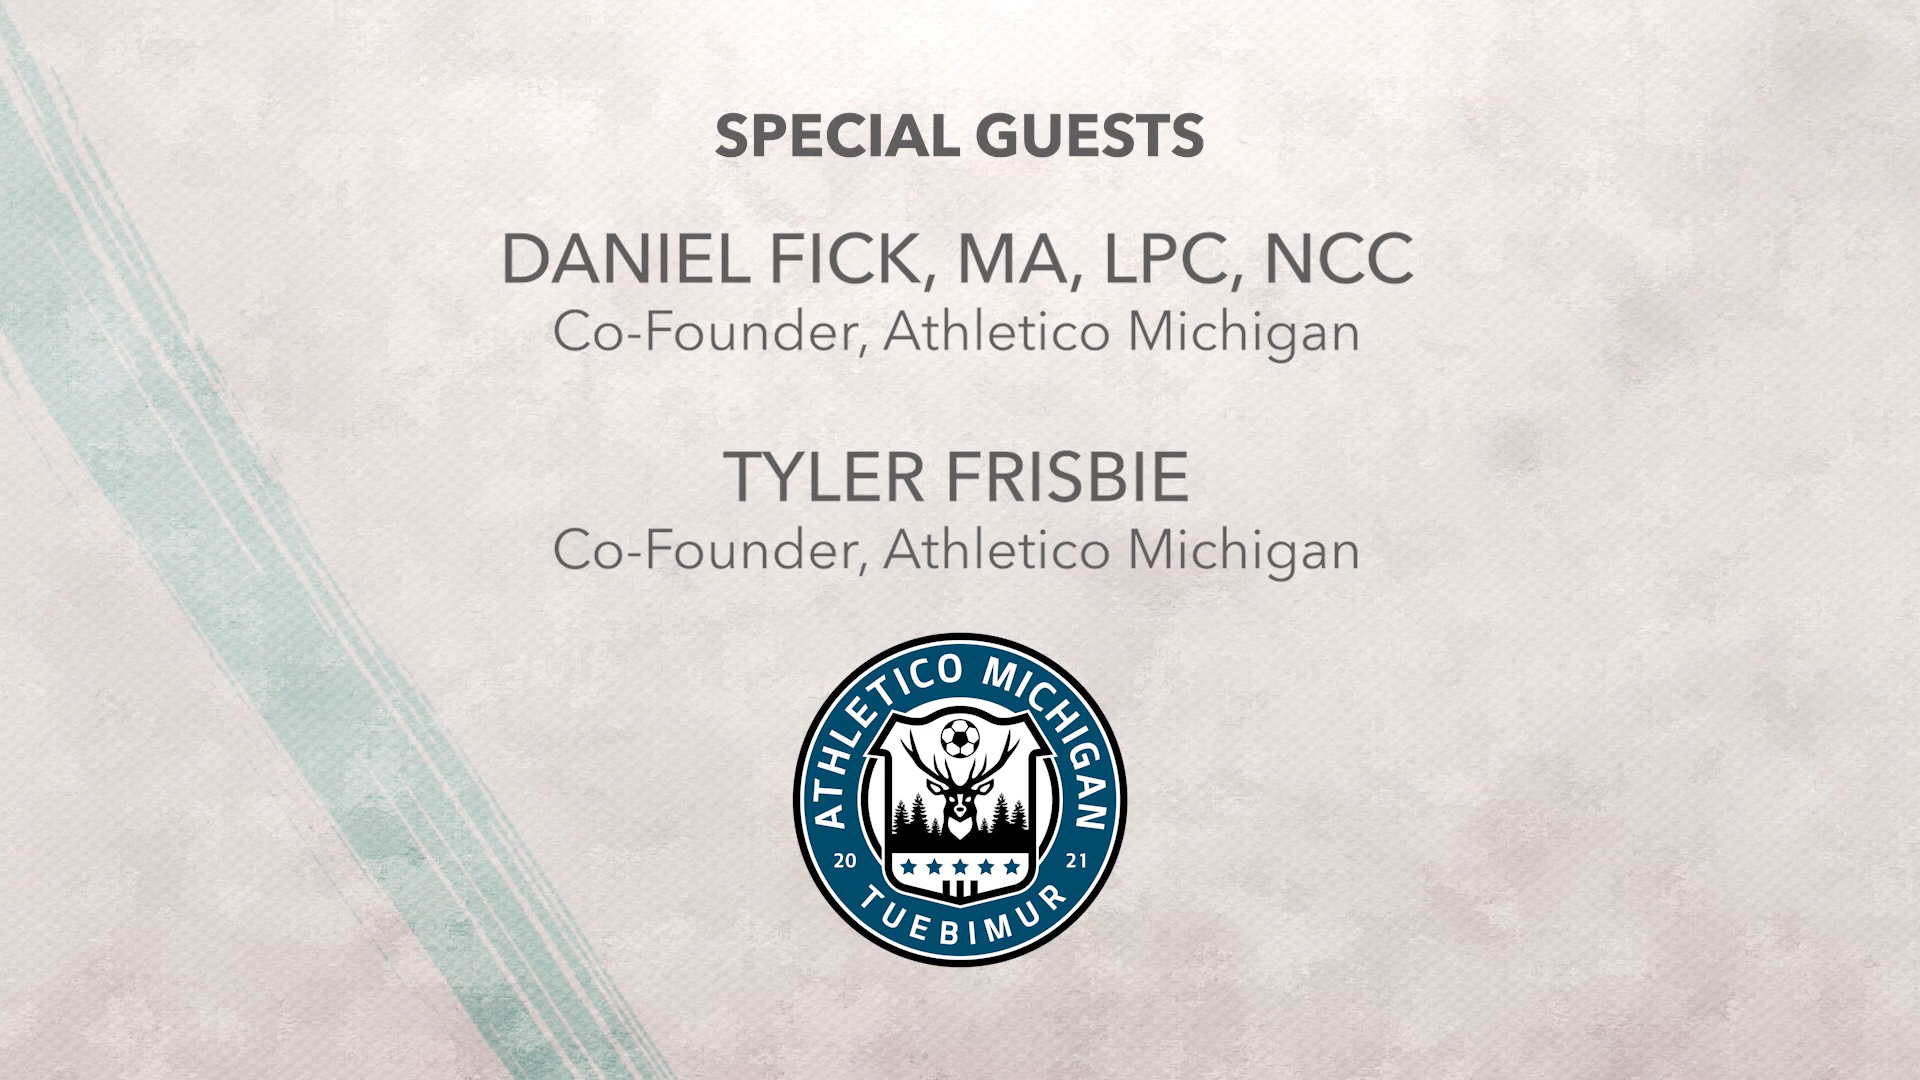 SPECIAL GUESTS
DANIEL FICK, MA, LPC, NCC
Co-Founder, Athletico Michigan
TYLER FRISBIE
Co-Founder, Athletico Michigan
ATHLETICO MICHIGAN
20 21
TUEBIMUR